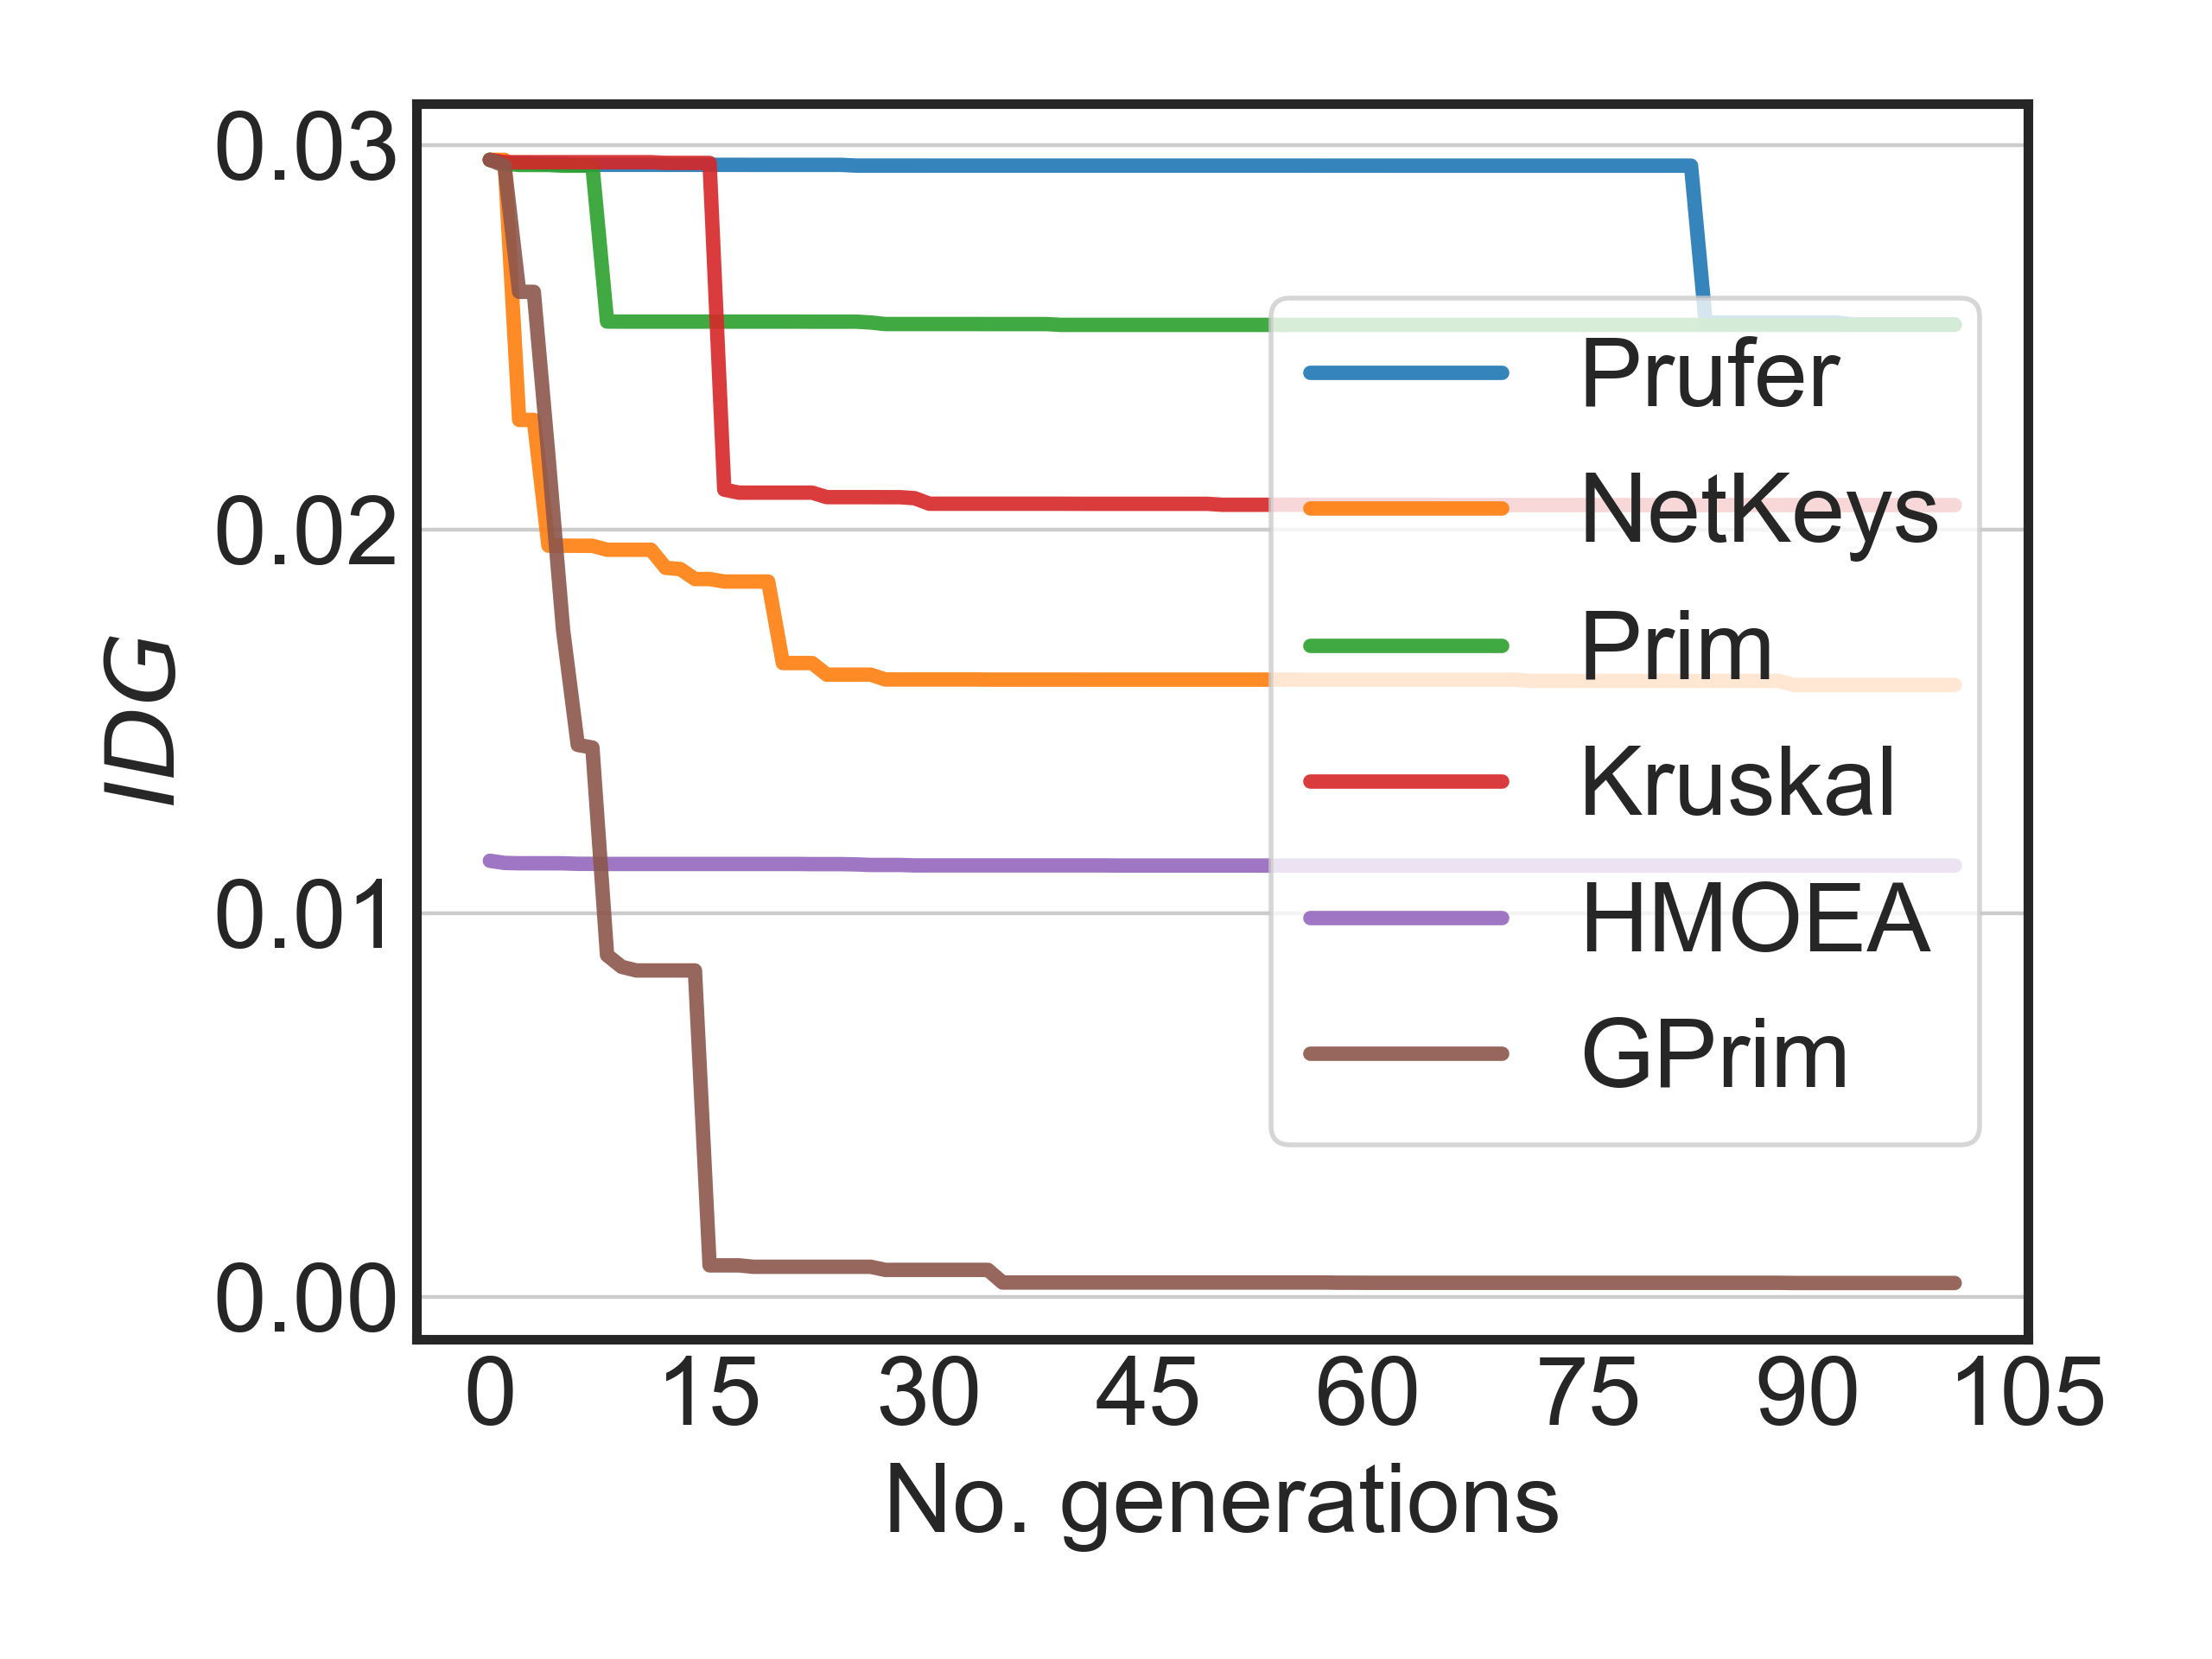 0.03
0.02
0.01
0.00
IDG
0 15 30 45 60 75 90 105
No. generations
Prufer
NetKeys
Prim
Kruskal
HMOEA
GPrim